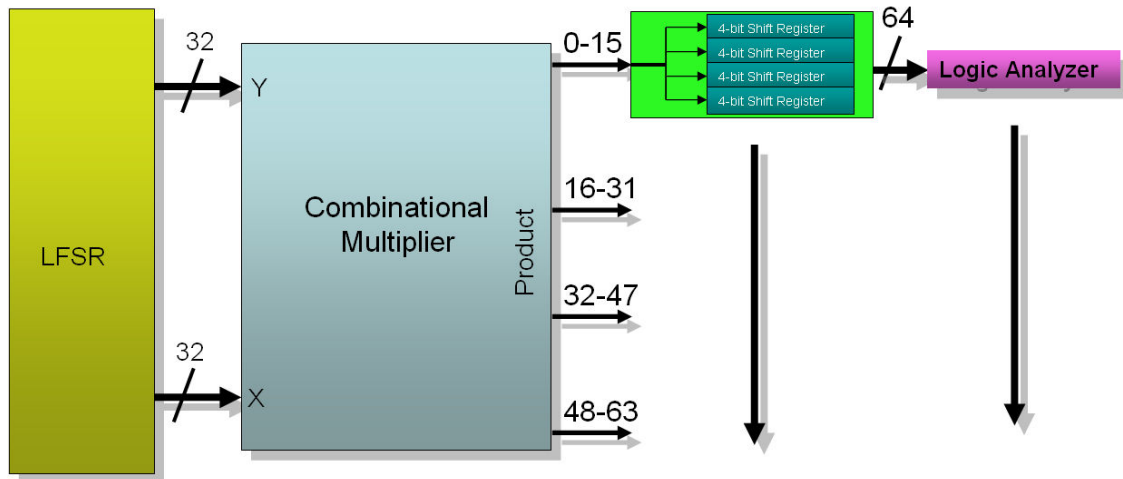 LFSR
32
32
Y
X
Combinational
Multiplier
Product
0-15
16-31
32-47
48-63
4-bit Shift Register
4-bit Shift Register
4-bit Shift Register
4-bit Shift Register
64
Logic Analyzer